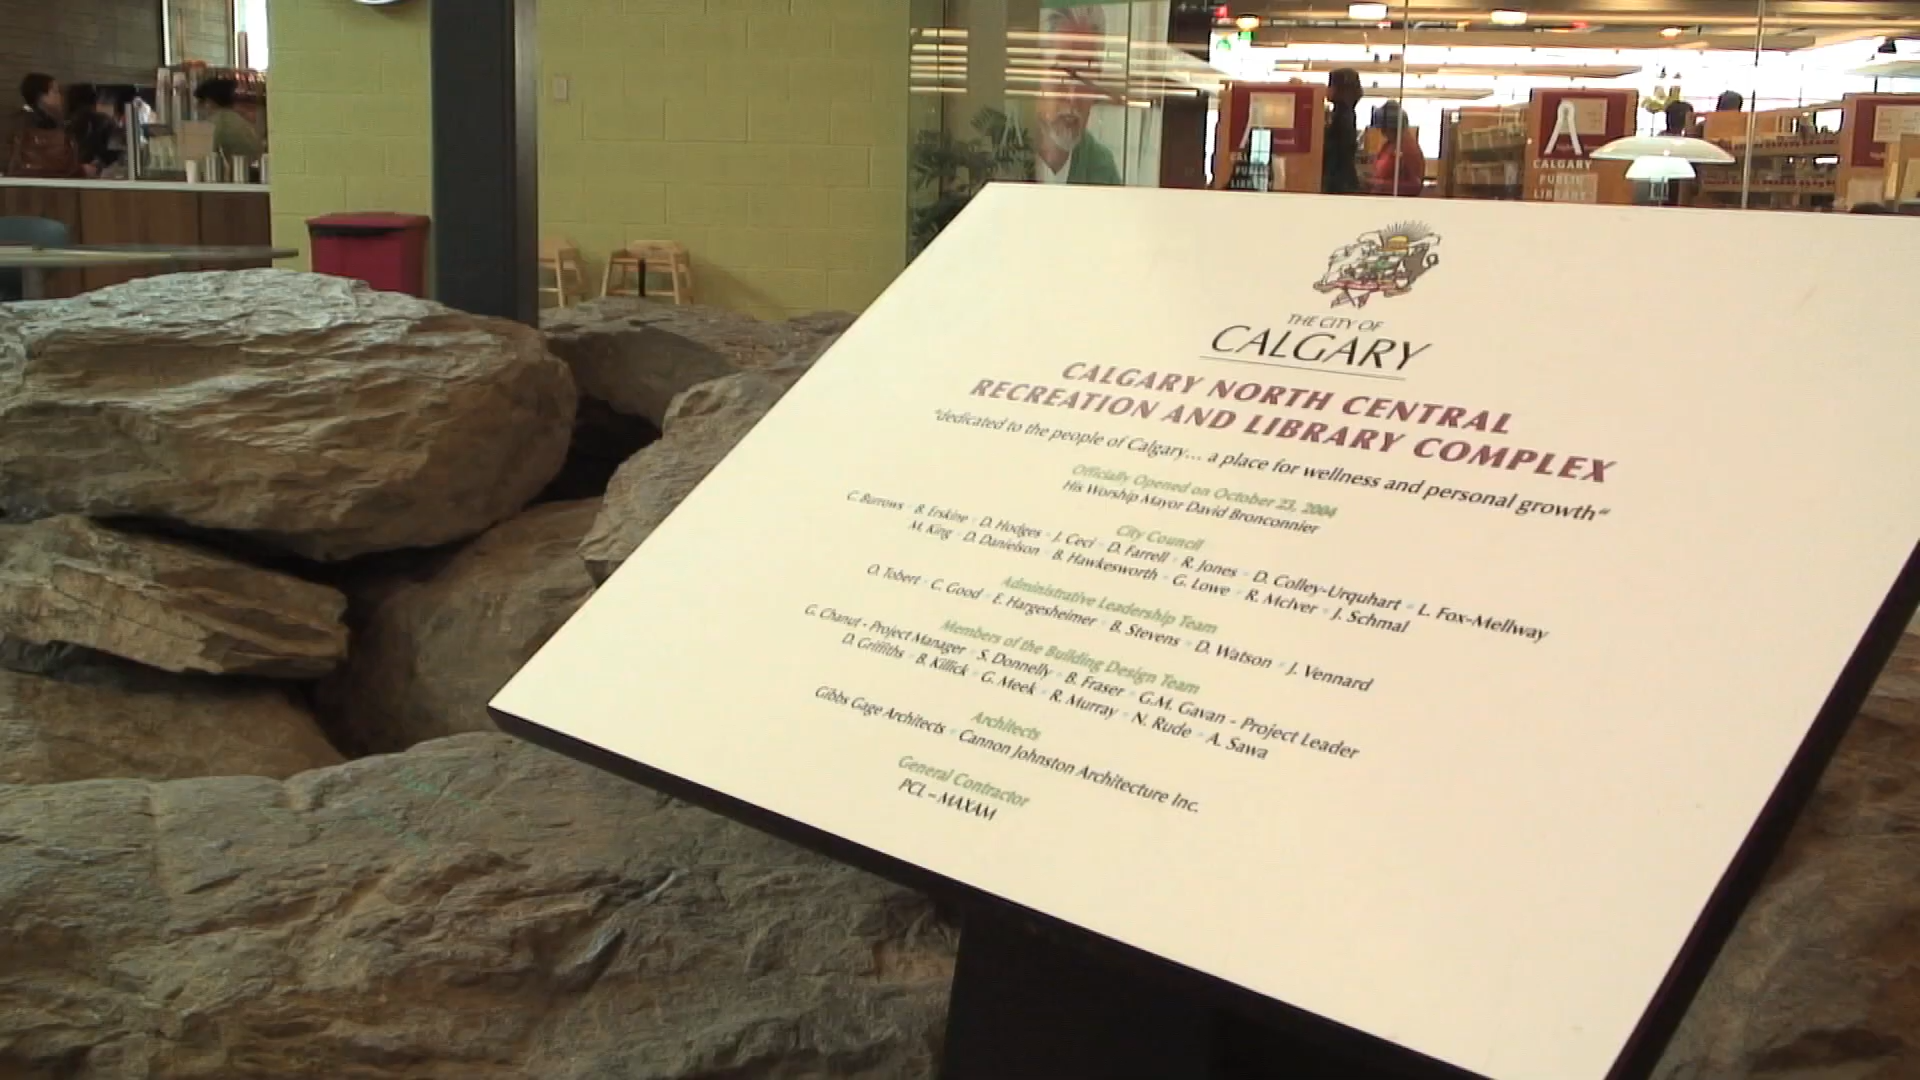 THE CITY OF
CALGARY
CALGARY NORTH CENTRAL
RECREATION AND LIBRARY COMPLEX
"dedicated to the people of Calgary... a place for wellness and personal growth"
Officially Opened on October 23, 2004
His Worship Mayor David Bronconnier
City Council
C. Burrows • B. Erskine • D. Hodges • J. Ceci • D. Farrell • R. Jones • D. Colley-Urquhart • L. Fox-Mellway
M. King • D. Danielson • B. Hawkesworth • G. Lowe • R. McIver • J. Schmal
Administrative Leadership Team
O. Tobert • C. Good • E. Hargesheimer • B. Stevens • D. Watson • J. Vennard
Members of the Building Design Team
G. Chanut - Project Manager • S. Donnelly • B. Fraser • G.M. Gavan - Project Leader
D. Griffiths • B. Killick • G. Meek • R. Murray • N. Rude • A. Sawa
Architects
Gibbs Gage Architects • Cannon Johnston Architecture Inc.
General Contractor
PCL – MAXAM
CALGARY
PUBLIC
LIBRARY
CALGARY
PUBLIC
LIBRARY